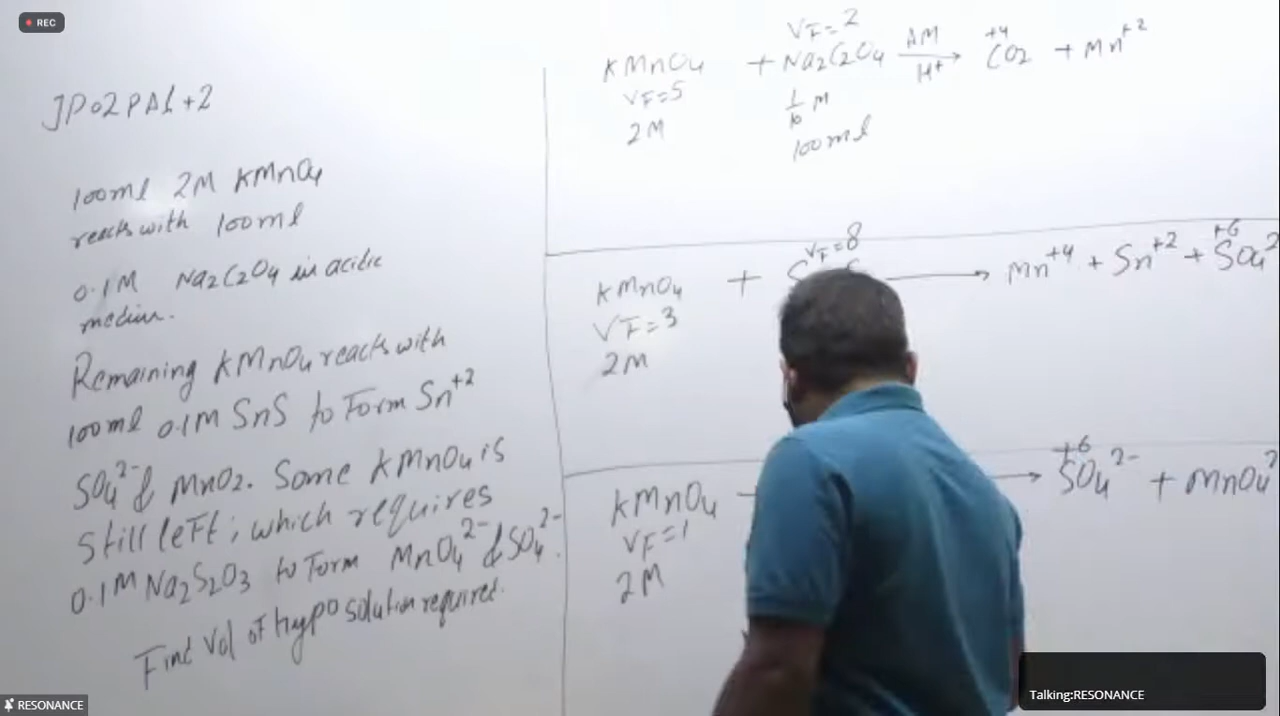 REC
JP02PA1+2
100ml 2M KMnO4
reacts with 100ml
0.1M Na2C2O4 in acidic
medium.
Remaining KMnO4 reacts with
100ml 0.1M SnS to Form Sn+2
SO4 2- & MnO2. Some KMnO4 is
Still left; which requires
0.1M Na2S2O3 to Form MnO4 2- & SO4 2-.
Find Vol of hypo solution required.
VF=2
KMnO4 + Na2C2O4 AM H+ → +4 CO2 + Mn+2
VF=5 1/10 M
2M 100ml
VF=8 +6
KMnO4 + S S → Mn+4 + Sn+2 + SO4 2
VF=3
2M
+6
KMnO4 → SO4 2- + MnO4 2
VF=1
2M
Talking:RESONANCE
RESONANCE